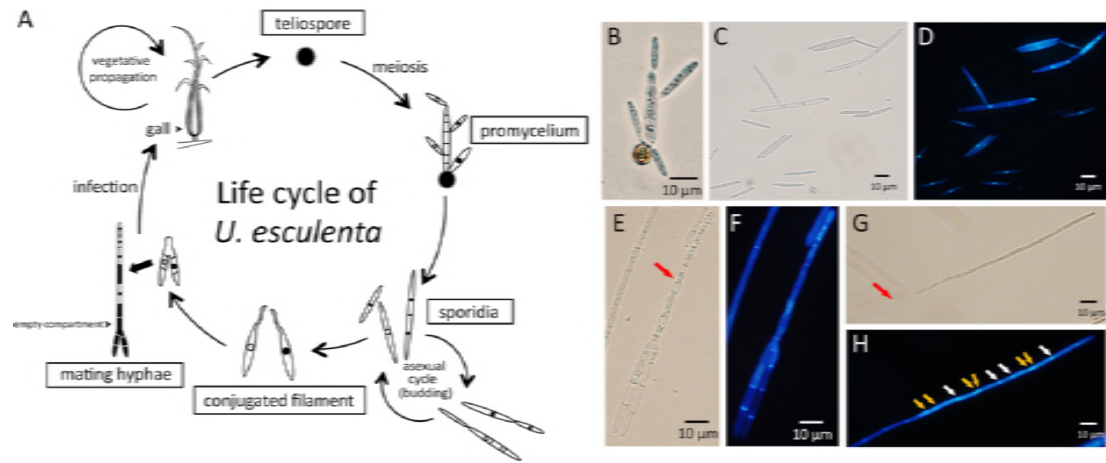 A
teliospore
vegetative
propagation
meiosis
gall
promycelium
infection
Life cycle of
U. esculenta
empty compartment
sporidia
asexual
cycle
(budding)
mating hyphae
conjugated filament
B
10 µm
C
10 µm
D
10 µm
E
10 µm
F
10 µm
G
10 µm
H
10 µm